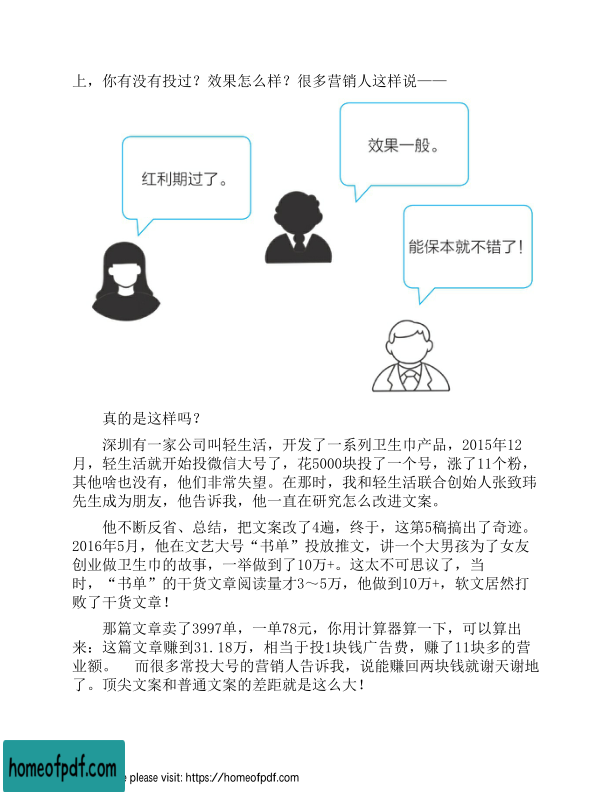 上，你有没有投过？效果怎么样？很多营销人这样说——
效果一般。
红利期过了。
能保本就不错了！
真的是这样吗？
深圳有一家公司叫轻生活，开发了一系列卫生巾产品，2015年12
月，轻生活就开始投微信大号了，花5000块投了一个号，涨了11个粉，
其他啥也没有，他们非常失望。在那时，我和轻生活联合创始人张致玮
先生成为朋友，他告诉我，他一直在研究怎么改进文案。
他不断反省、总结，把文案改了4遍，终于，这第5稿搞出了奇迹。
2016年5月，他在文艺大号“书单”投放推文，讲一个大男孩为了女友
创业做卫生巾的故事，一举做到了10万+。这太不可思议了，当
时，“书单”的干货文章阅读量才3～5万，他做到10万+，软文居然打
败了干货文章！
那篇文章卖了3997单，一单78元，你用计算器算一下，可以算出
来：这篇文章赚到31.18万，相当于投1块钱广告费，赚了11块多的营
业额。 而很多常投大号的营销人告诉我，说能赚回两块钱就谢天谢地
了。顶尖文案和普通文案的差距就是这么大！
homeofpdf.com
e please visit: https://homeofpdf.com